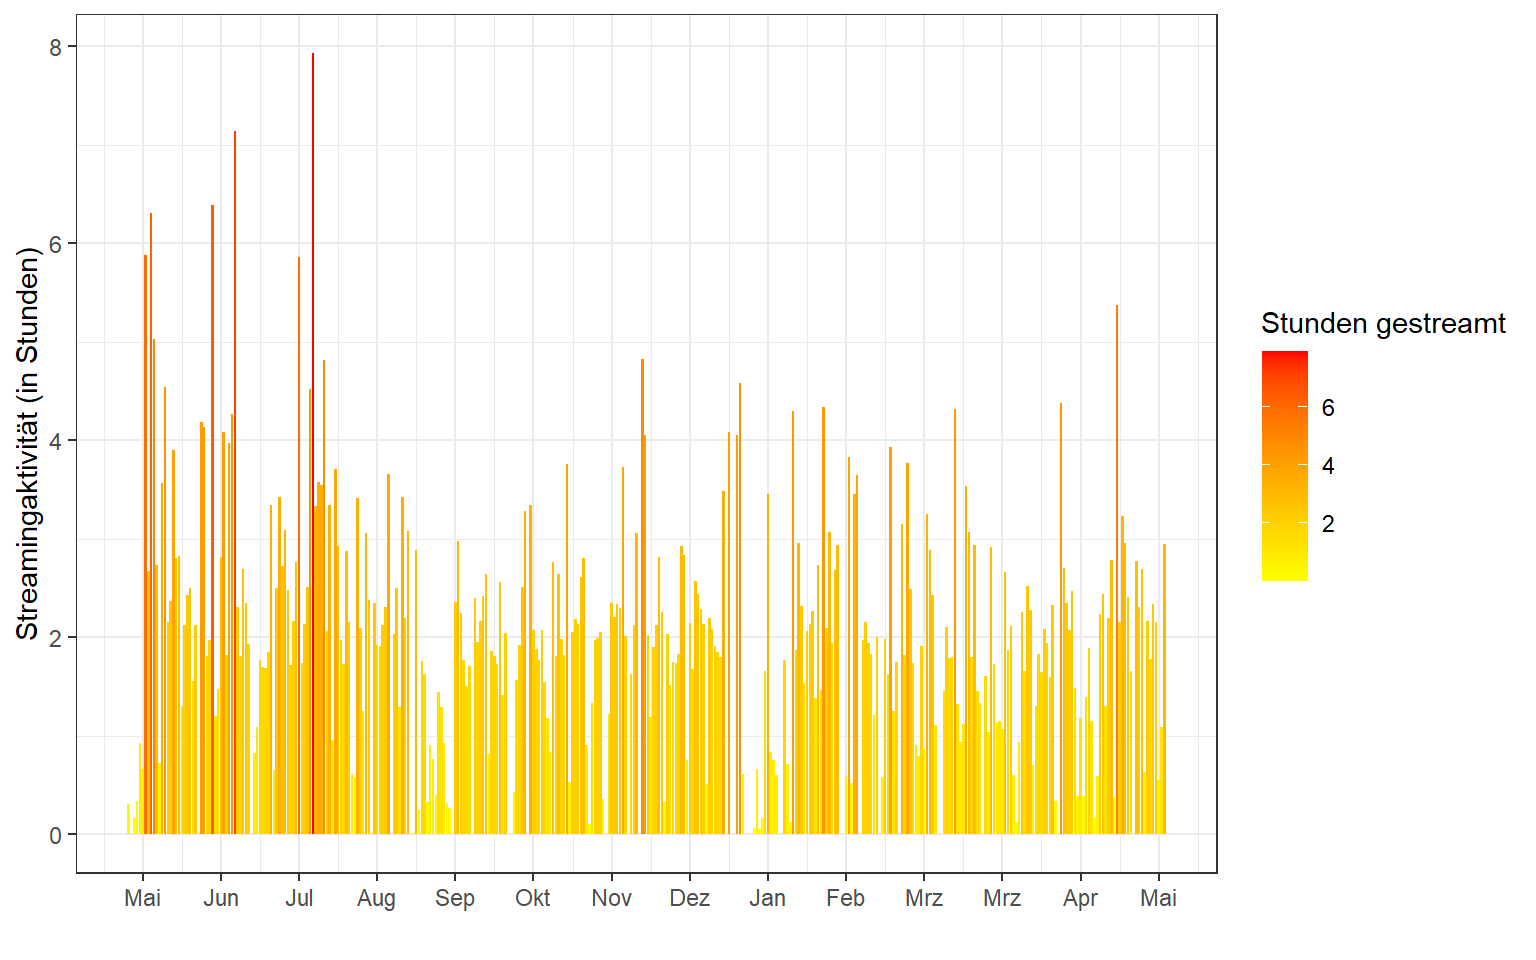 Streamingaktivität (in Stunden)
8
6
4
2
0
Mai Jun Jul Aug Sep Okt Nov Dez Jan Feb Mrz Mrz Apr Mai
Stunden gestreamt
6
4
2